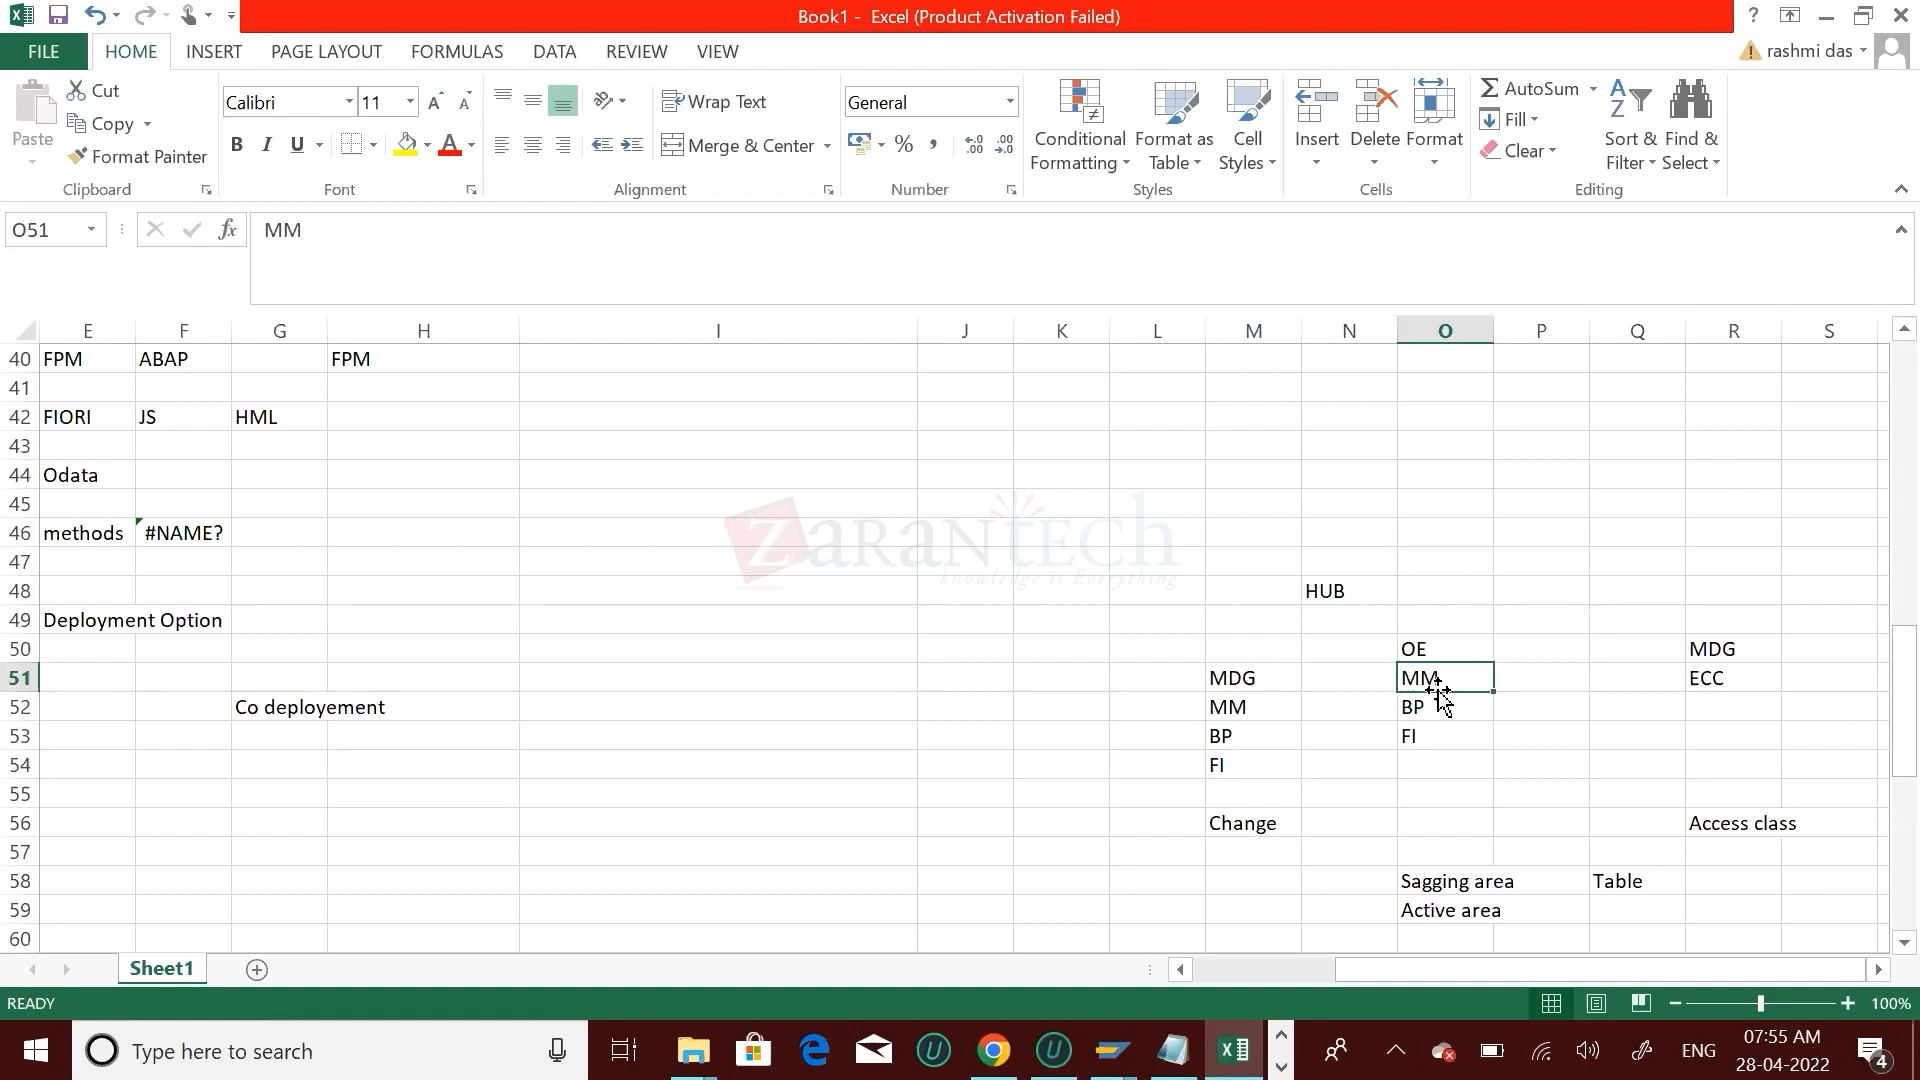 Book1 - Excel (Product Activation Failed)
?
FILE HOME INSERT PAGE LAYOUT FORMULAS DATA REVIEW VIEW
rashmi das
Paste
Cut
Copy
Format Painter
Clipboard
Calibri 11
B I U
Font
Wrap Text
Merge & Center
Alignment
General
%
Number
Conditional Formatting
Format as Table
Cell Styles
Styles
Insert Delete Format
Cells
AutoSum
Fill
Clear
Sort & Filter
Find & Select
Editing
O51 fx MM
E F G H I J K L M N O P Q R S
40 FPM ABAP FPM
41
42 FIORI JS HML
43
44 Odata
45
46 methods #NAME?
47
48 HUB
49 Deployment Option
50 OE MDG
51 MDG MM ECC
52 Co deployement MM BP
53 BP FI
54 FI
55
56 Change Access class
57
58 Sagging area Table
59 Active area
60
ZARANTECH
knowledge is Everything
Sheet1
READY
100%
Type here to search
ENG
07:55 AM
28-04-2022
4